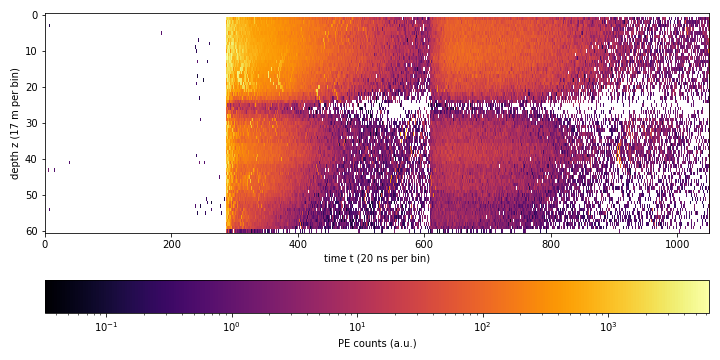 0
10
20
30
40
50
60
depth z (17 m per bin)
0 200 400 600 800 1000
time t (20 ns per bin)
10⁻¹ 10⁰ 10¹ 10² 10³
PE counts (a.u.)